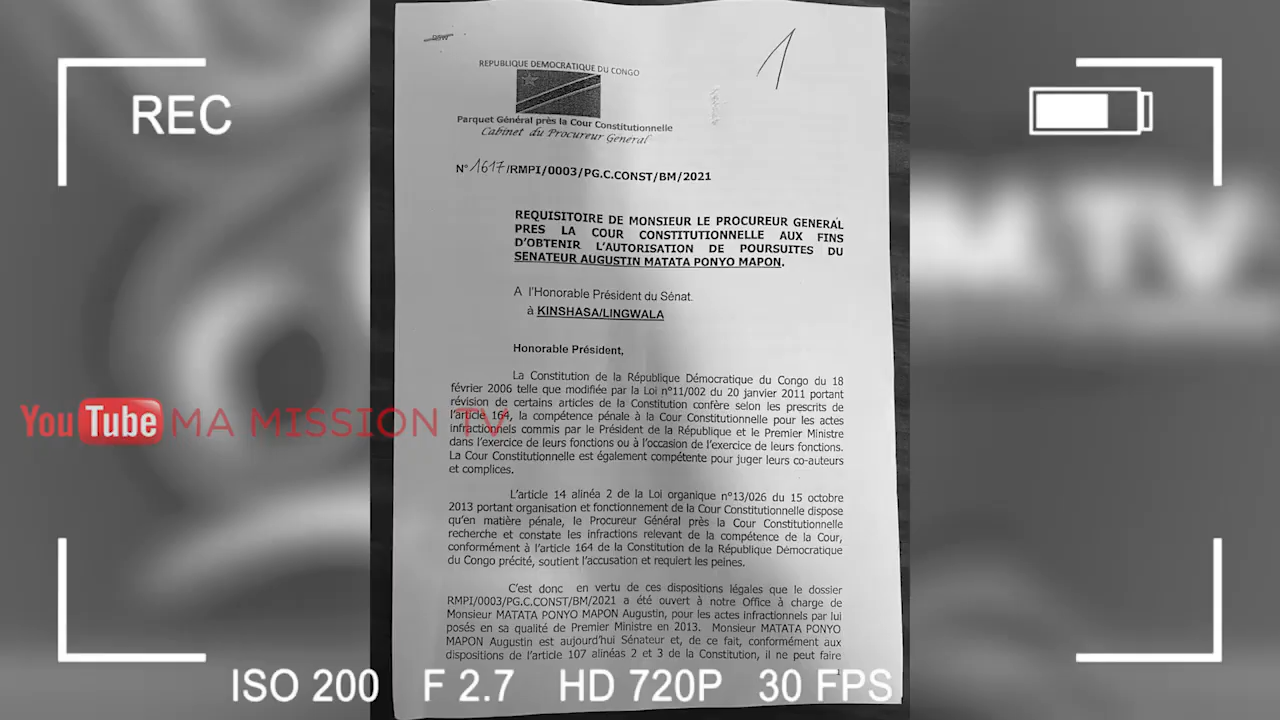 REC
1
REPUBLIQUE DEMOCRATIQUE DU CONGO
Parquet Général près la Cour Constitutionnelle
Cabinet du Procureur Général
N° 1617/RMPI/0003/PG.C.CONST/BM/2021
REQUISITOIRE DE MONSIEUR LE PROCUREUR GENERAL
PRES LA COUR CONSTITUTIONNELLE AUX FINS
D'OBTENIR L'AUTORISATION DE POURSUITES DU
SENATEUR AUGUSTIN MATATA PONYO MAPON.
A l'Honorable Président du Sénat.
à KINSHASA/LINGWALA
Honorable Président,
La Constitution de la République Démocratique du Congo du 18
février 2006 telle que modifiée par la Loi n°11/002 du 20 janvier 2011 portant
révision de certains articles de la Constitution confère selon les prescrits de
l'article 164, la compétence pénale à la Cour Constitutionnelle pour les actes
infractionnels commis par le Président de la République et le Premier Ministre
dans l'exercice de leurs fonctions ou à l'occasion de l'exercice de leurs fonctions.
La Cour Constitutionnelle est également compétente pour juger leurs co-auteurs
et complices.
L'article 14 alinéa 2 de la Loi organique n°13/026 du 15 octobre
2013 portant organisation et fonctionnement de la Cour Constitutionnelle dispose
qu'en matière pénale, le Procureur Général près la Cour Constitutionnelle
recherche et constate les infractions relevant de la compétence de la Cour,
conformément à l'article 164 de la Constitution de la République Démocratique
du Congo précité, soutient l'accusation et requiert les peines.
C'est donc en vertu de ces dispositions légales que le dossier
RMPI/0003/PG.C.CONST/BM/2021 a été ouvert à notre Office à charge de
Monsieur MATATA PONYO MAPON Augustin, pour les actes infractionnels par lui
posés en sa qualité de Premier Ministre en 2013. Monsieur MATATA PONYO
MAPON Augustin est aujourd'hui Sénateur et, de ce fait, conformément aux
dispositions de l'article 107 alinéas 2 et 3 de la Constitution, il ne peut faire
YouTube MA MISSION TV
M TV
ISO 200 F 2.7 HD 720P 30 FPS